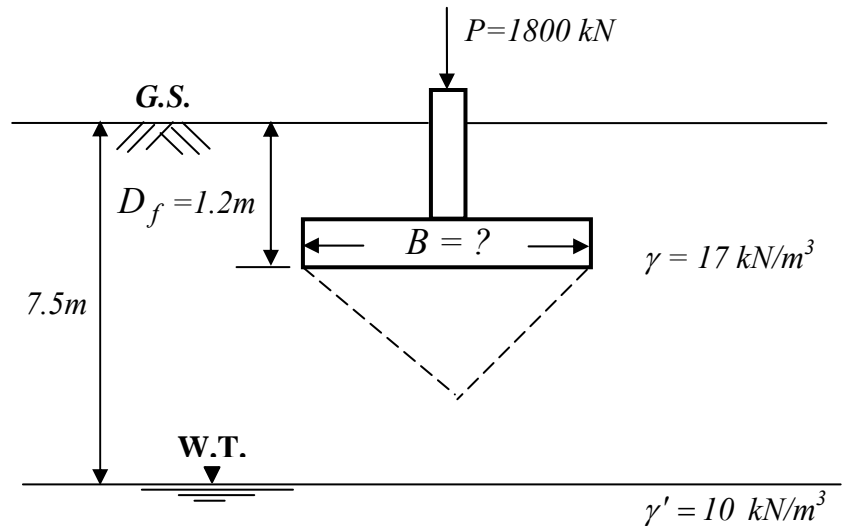 P=1800 kN
G.S.
D_f =1.2m
B = ?
γ = 17 kN/m³
7.5m
W.T.
γ' = 10 kN/m³